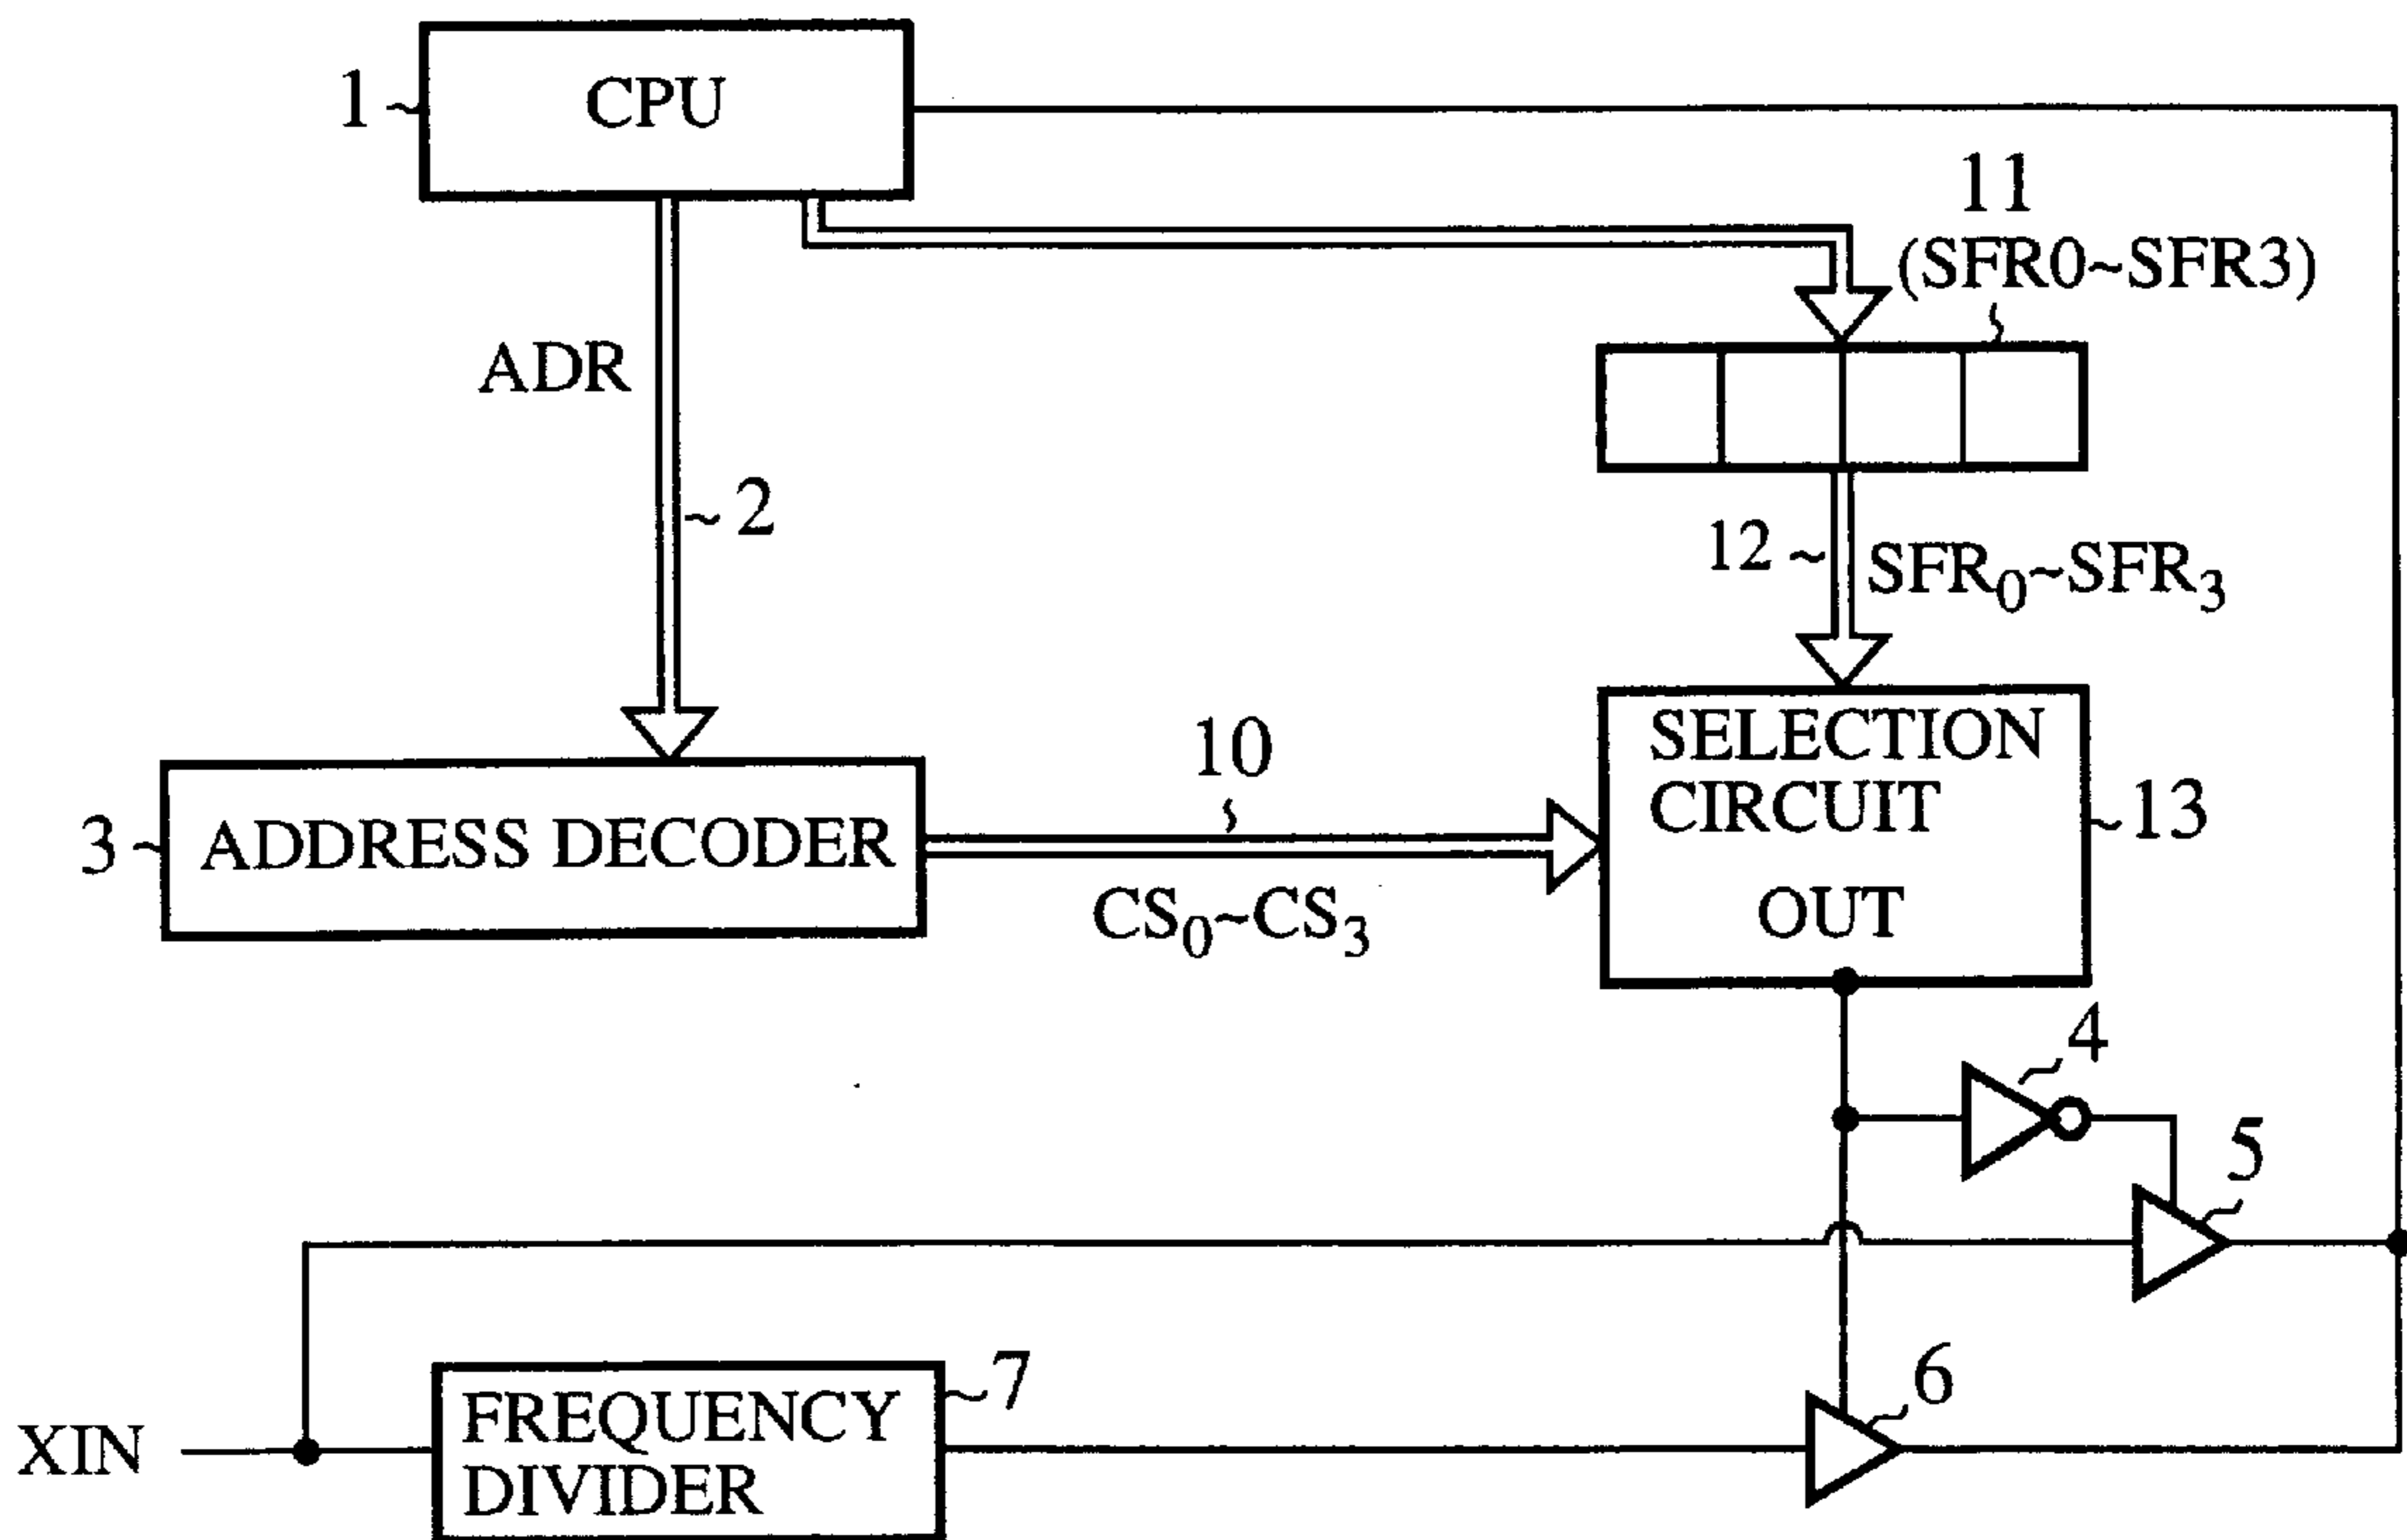 1
CPU
11
(SFR0~SFR3)
ADR
2
12
SFR₀~SFR₃
3
ADDRESS DECODER
10
CS₀~CS₃
SELECTION
CIRCUIT
OUT
13
4
5
6
XIN
FREQUENCY
DIVIDER
7